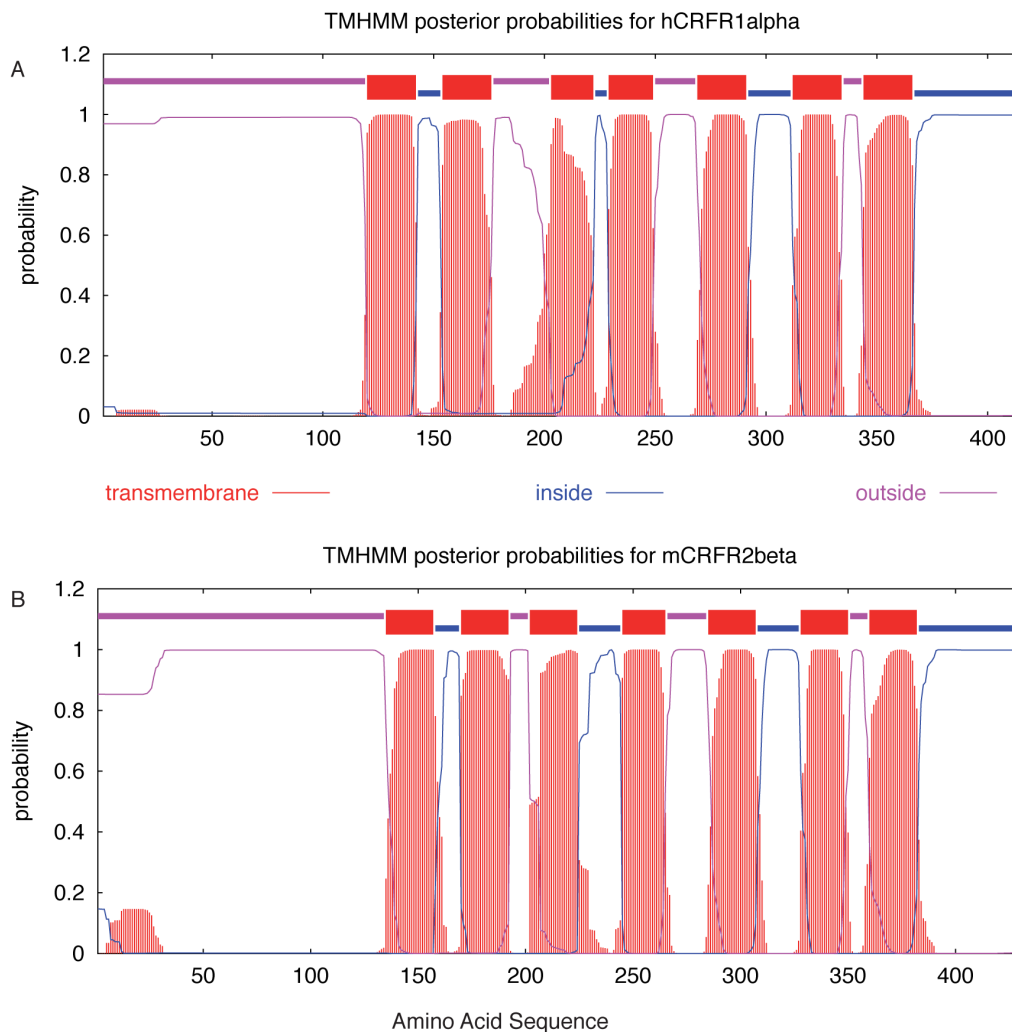 TMHMM posterior probabilities for hCRFR1alpha
A
1.2
1
0.8
0.6
0.4
0.2
0
probability
50 100 150 200 250 300 350 400
transmembrane inside outside
TMHMM posterior probabilities for mCRFR2beta
B
1.2
1
0.8
0.6
0.4
0.2
0
probability
50 100 150 200 250 300 350 400
Amino Acid Sequence